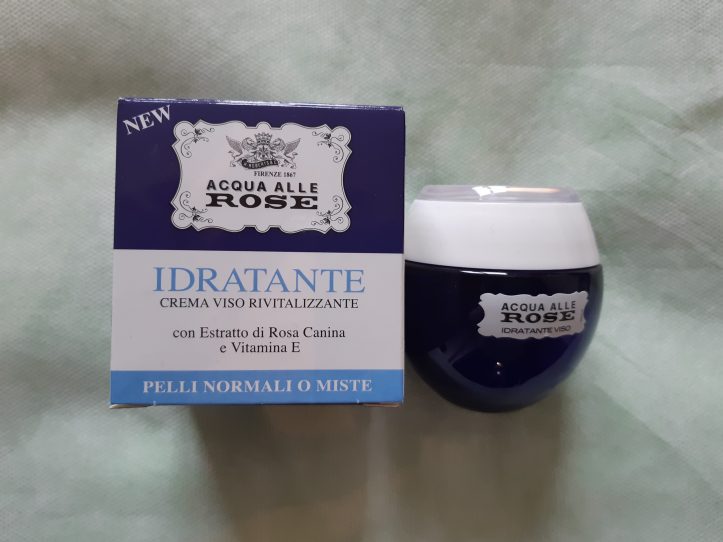 NEW
FIRENZE 1867
ACQUA ALLE
ROSE
IDRATANTE
CREMA VISO RIVITALIZZANTE
con Estratto di Rosa Canina
e Vitamina E
PELLI NORMALI O MISTE
ACQUA ALLE
ROSE
IDRATANTE VISO